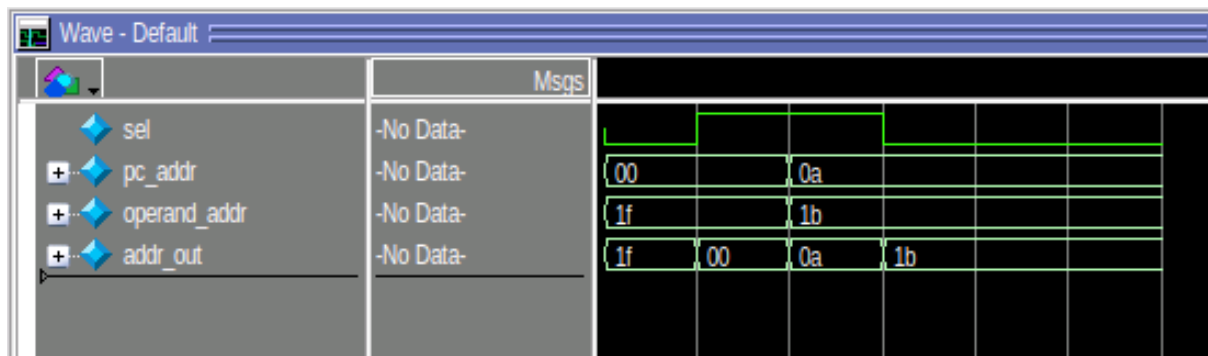 Wave - Default
Msgs
sel -No Data-
pc_addr -No Data- 00 0a
operand_addr -No Data- 1f 1b
addr_out -No Data- 1f 00 0a 1b